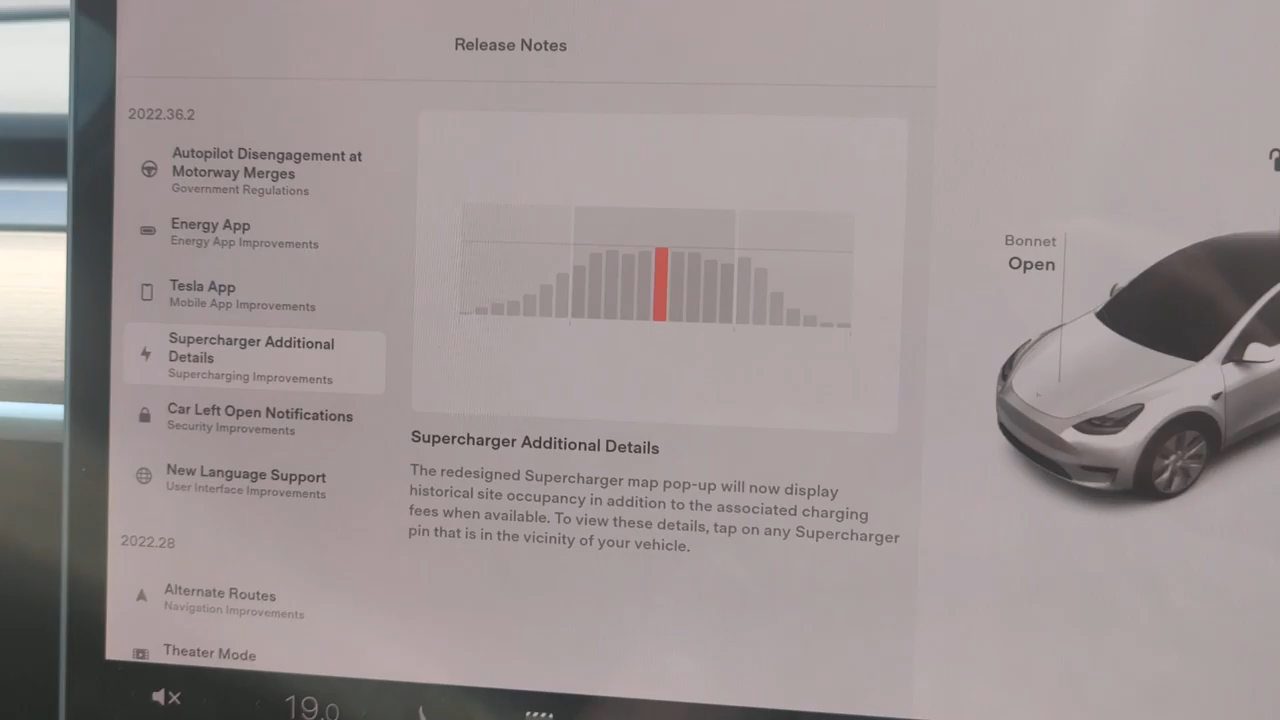 Release Notes
2022.36.2
Autopilot Disengagement at
Motorway Merges
Government Regulations
Energy App
Energy App Improvements
Tesla App
Mobile App Improvements
Supercharger Additional
Details
Supercharging Improvements
Car Left Open Notifications
Security Improvements
New Language Support
User Interface Improvements
2022.28
Alternate Routes
Navigation Improvements
Theater Mode
Supercharger Additional Details
The redesigned Supercharger map pop-up will now display
historical site occupancy in addition to the associated charging
fees when available. To view these details, tap on any Supercharger
pin that is in the vicinity of your vehicle.
Bonnet
Open
19.0